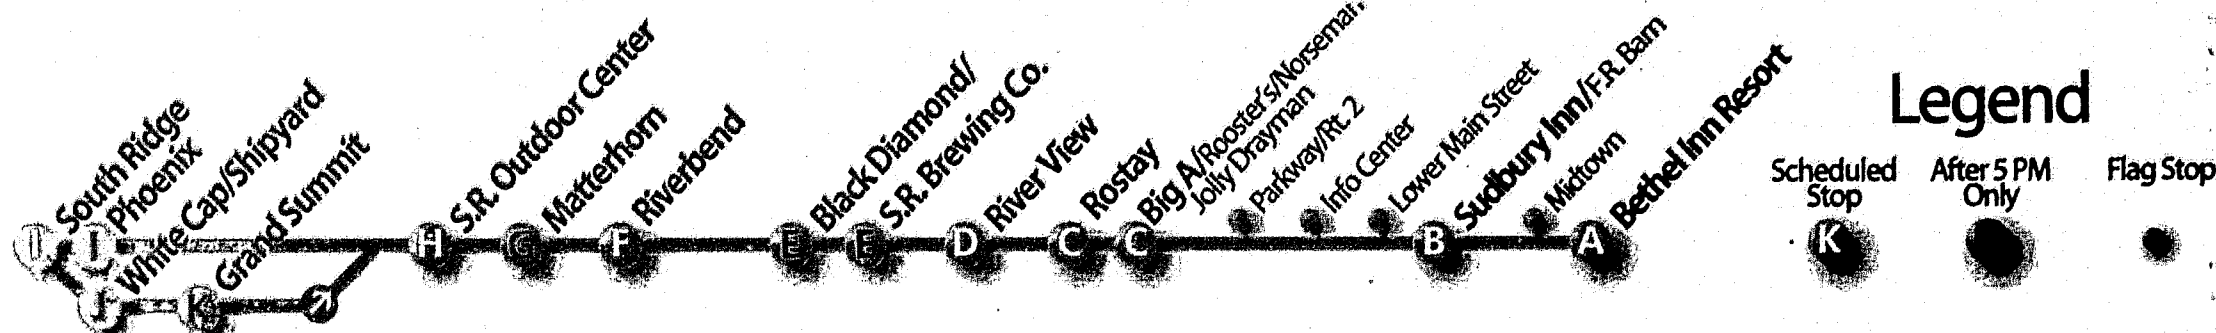 South Ridge
Phoenix
White Cap/Shipyard
Grand Summit
S.R. Outdoor Center
Matterhorn
Riverbend
Black Diamond/
S.R. Brewing Co.
River View
Rostay
Big A/Rooster's/Norseman
Jolly Drayman
Parkway/Rt. 2
Info Center
Lower Main Street
Sudbury Inn/F.R. Barn
Midtown
Bethel Inn Resort
I
J
K
H
G
F
E
E
D
C
C
B
A
Legend
Scheduled
Stop
After 5 PM
Only
Flag Stop
K